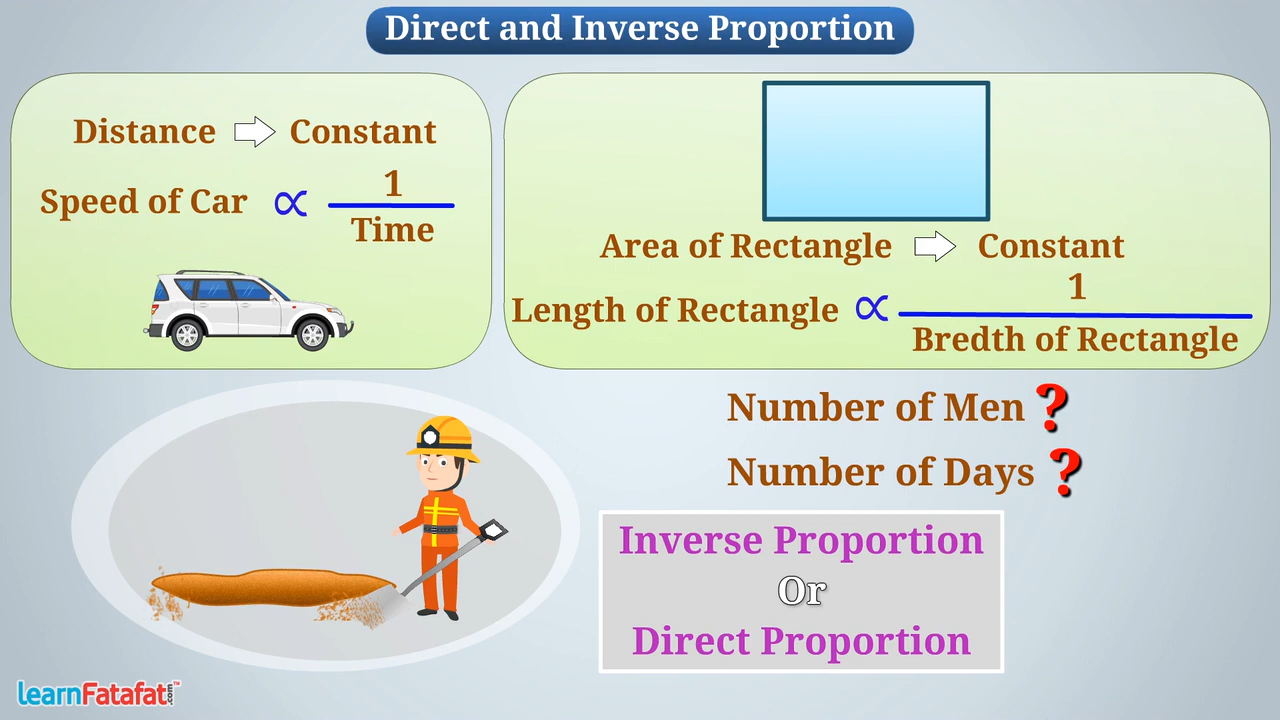 Direct and Inverse Proportion
Distance Constant
Speed of Car ∝ 1
Time
Area of Rectangle Constant
Length of Rectangle ∝ 1
Bredth of Rectangle
Number of Men ?
Number of Days ?
Inverse Proportion
Or
Direct Proportion
learnFatafat.com™